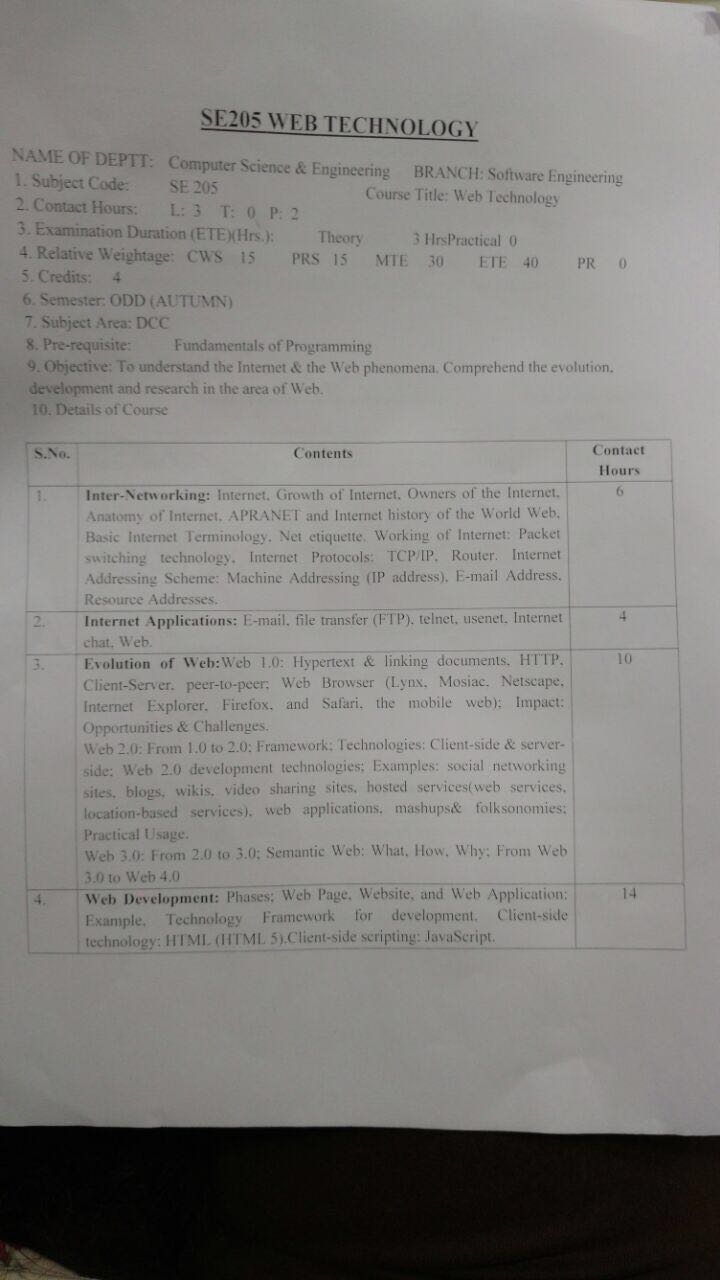 SE205 WEB TECHNOLOGY
NAME OF DEPTT: Computer Science & Engineering BRANCH: Software Engineering
1. Subject Code: SE 205 Course Title: Web Technology
2. Contact Hours: L: 3 T: 0 P: 2
3. Examination Duration (ETE)(Hrs.): Theory 3 HrsPractical 0
4. Relative Weightage: CWS 15 PRS 15 MTE 30 ETE 40 PR 0
5. Credits: 4
6. Semester: ODD (AUTUMN)
7. Subject Area: DCC
8. Pre-requisite: Fundamentals of Programming
9. Objective: To understand the Internet & the Web phenomena. Comprehend the evolution,
development and research in the area of Web.
10. Details of Course
S.No. Contents Contact
Hours
1. Inter-Networking: Internet, Growth of Internet, Owners of the Internet, 6
Anatomy of Internet, APRANET and Internet history of the World Web,
Basic Internet Terminology, Net etiquette. Working of Internet: Packet
switching technology, Internet Protocols: TCP/IP, Router. Internet
Addressing Scheme: Machine Addressing (IP address), E-mail Address,
Resource Addresses.
2. Internet Applications: E-mail, file transfer (FTP), telnet, usenet, Internet 4
chat, Web.
3. Evolution of Web:Web 1.0: Hypertext & linking documents, HTTP, 10
Client-Server, peer-to-peer; Web Browser (Lynx, Mosiac, Netscape,
Internet Explorer, Firefox, and Safari, the mobile web); Impact:
Opportunities & Challenges.
Web 2.0: From 1.0 to 2.0; Framework; Technologies: Client-side & server-
side; Web 2.0 development technologies; Examples: social networking
sites, blogs, wikis, video sharing sites, hosted services(web services,
location-based services), web applications, mashups& folksonomies;
Practical Usage.
Web 3.0: From 2.0 to 3.0; Semantic Web: What, How, Why; From Web
3.0 to Web 4.0
4. Web Development: Phases; Web Page, Website, and Web Application: 14
Example, Technology Framework for development. Client-side
technology: HTML (HTML 5).Client-side scripting: JavaScript.